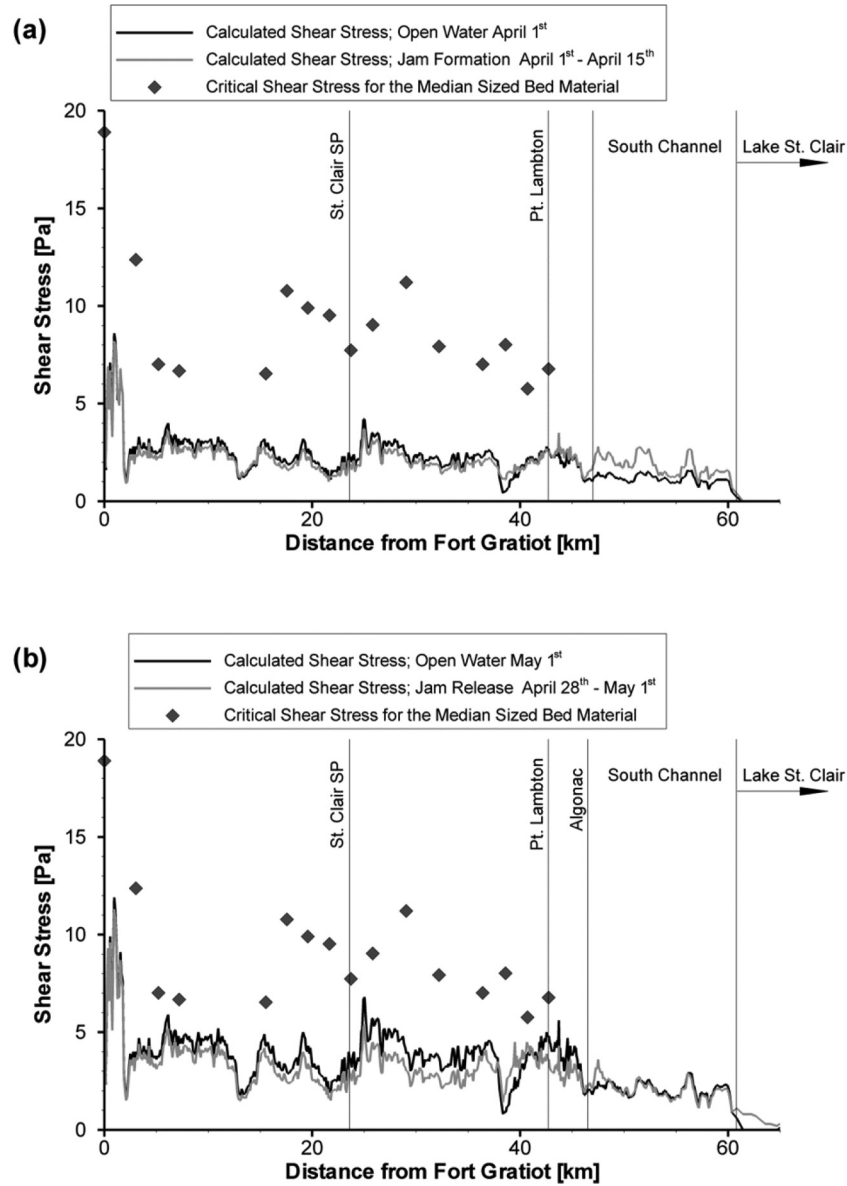 (a)
Calculated Shear Stress; Open Water April 1st
Calculated Shear Stress; Jam Formation April 1st - April 15th
Critical Shear Stress for the Median Sized Bed Material
20
15
10
5
0
Shear Stress [Pa]
St. Clair SP
Pt. Lambton
South Channel
Lake St. Clair
0
20
40
60
Distance from Fort Gratiot [km]
(b)
Calculated Shear Stress; Open Water May 1st
Calculated Shear Stress; Jam Release April 28th - May 1st
Critical Shear Stress for the Median Sized Bed Material
20
15
10
5
0
Shear Stress [Pa]
St. Clair SP
Pt. Lambton
Algonac
South Channel
Lake St. Clair
0
20
40
60
Distance from Fort Gratiot [km]